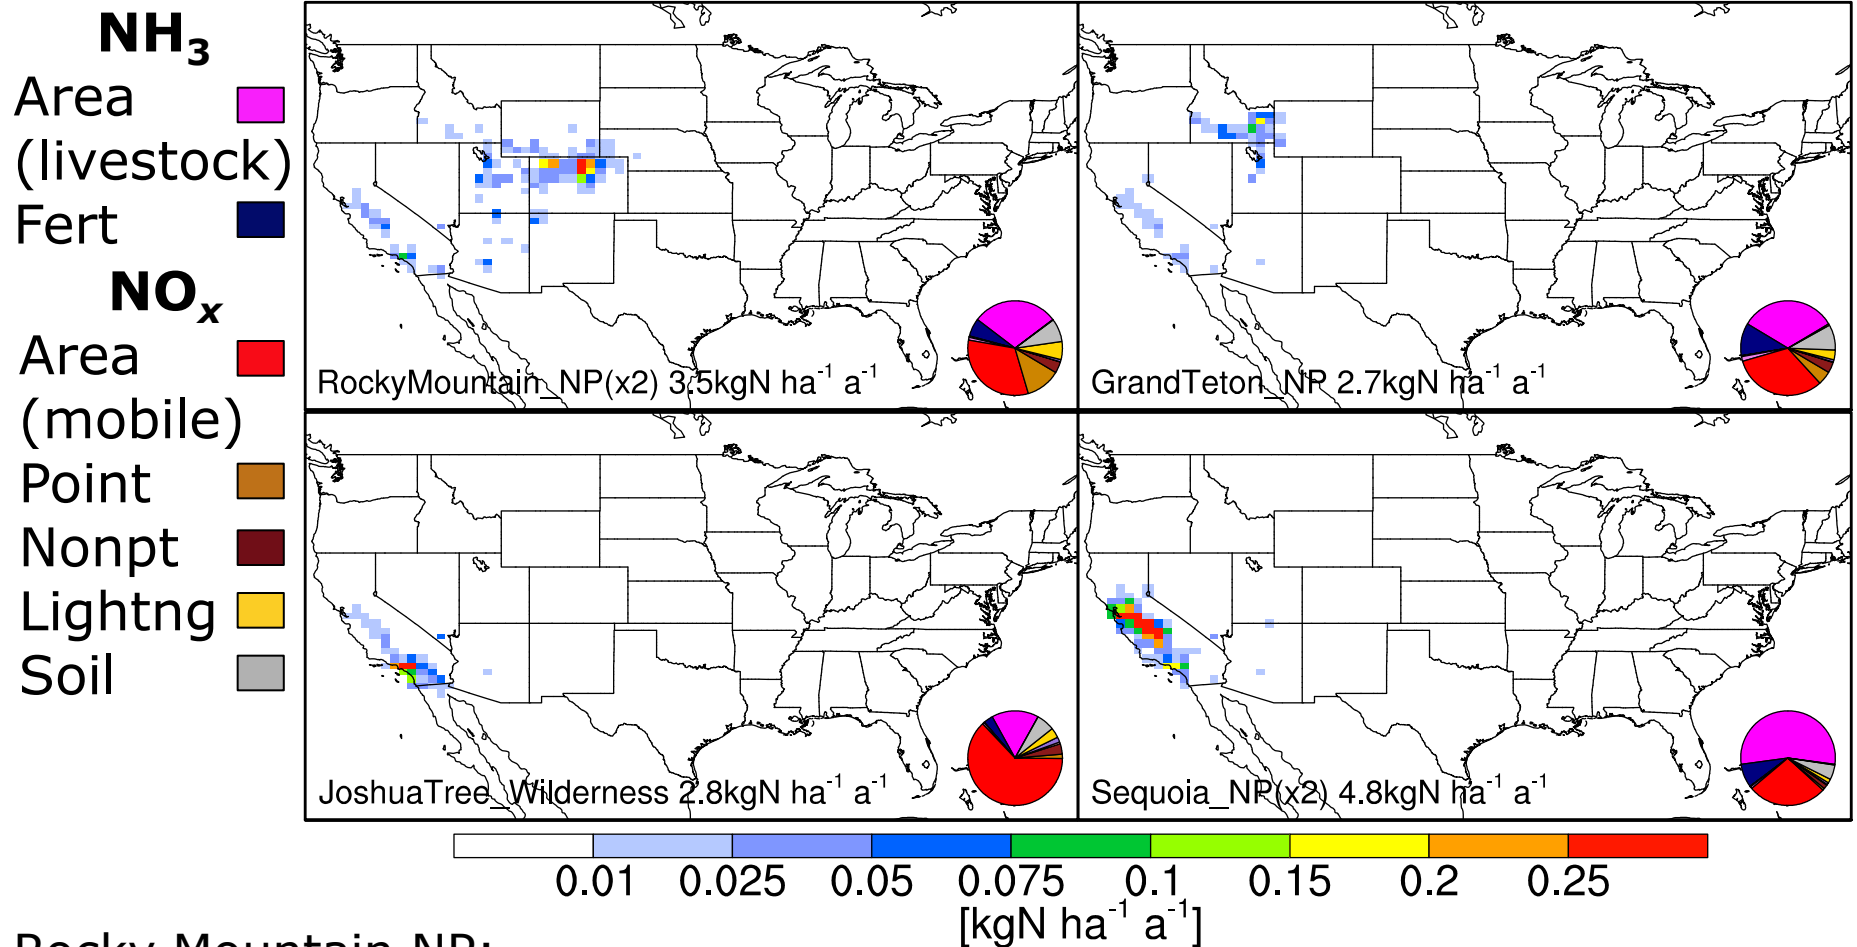 NH3
Area
(livestock)
Fert
NOx
Area
(mobile)
Point
Nonpt
Lightng
Soil
RockyMountain_NP(x2) 3.5kgN ha-1 a-1
GrandTeton_NP 2.7kgN ha-1 a-1
JoshuaTree_Wilderness 2.8kgN ha-1 a-1
Sequoia_NP(x2) 4.8kgN ha-1 a-1
0.01 0.025 0.05 0.075 0.1 0.15 0.2 0.25
[kgN ha-1 a-1]
Rocky Mountain NP: